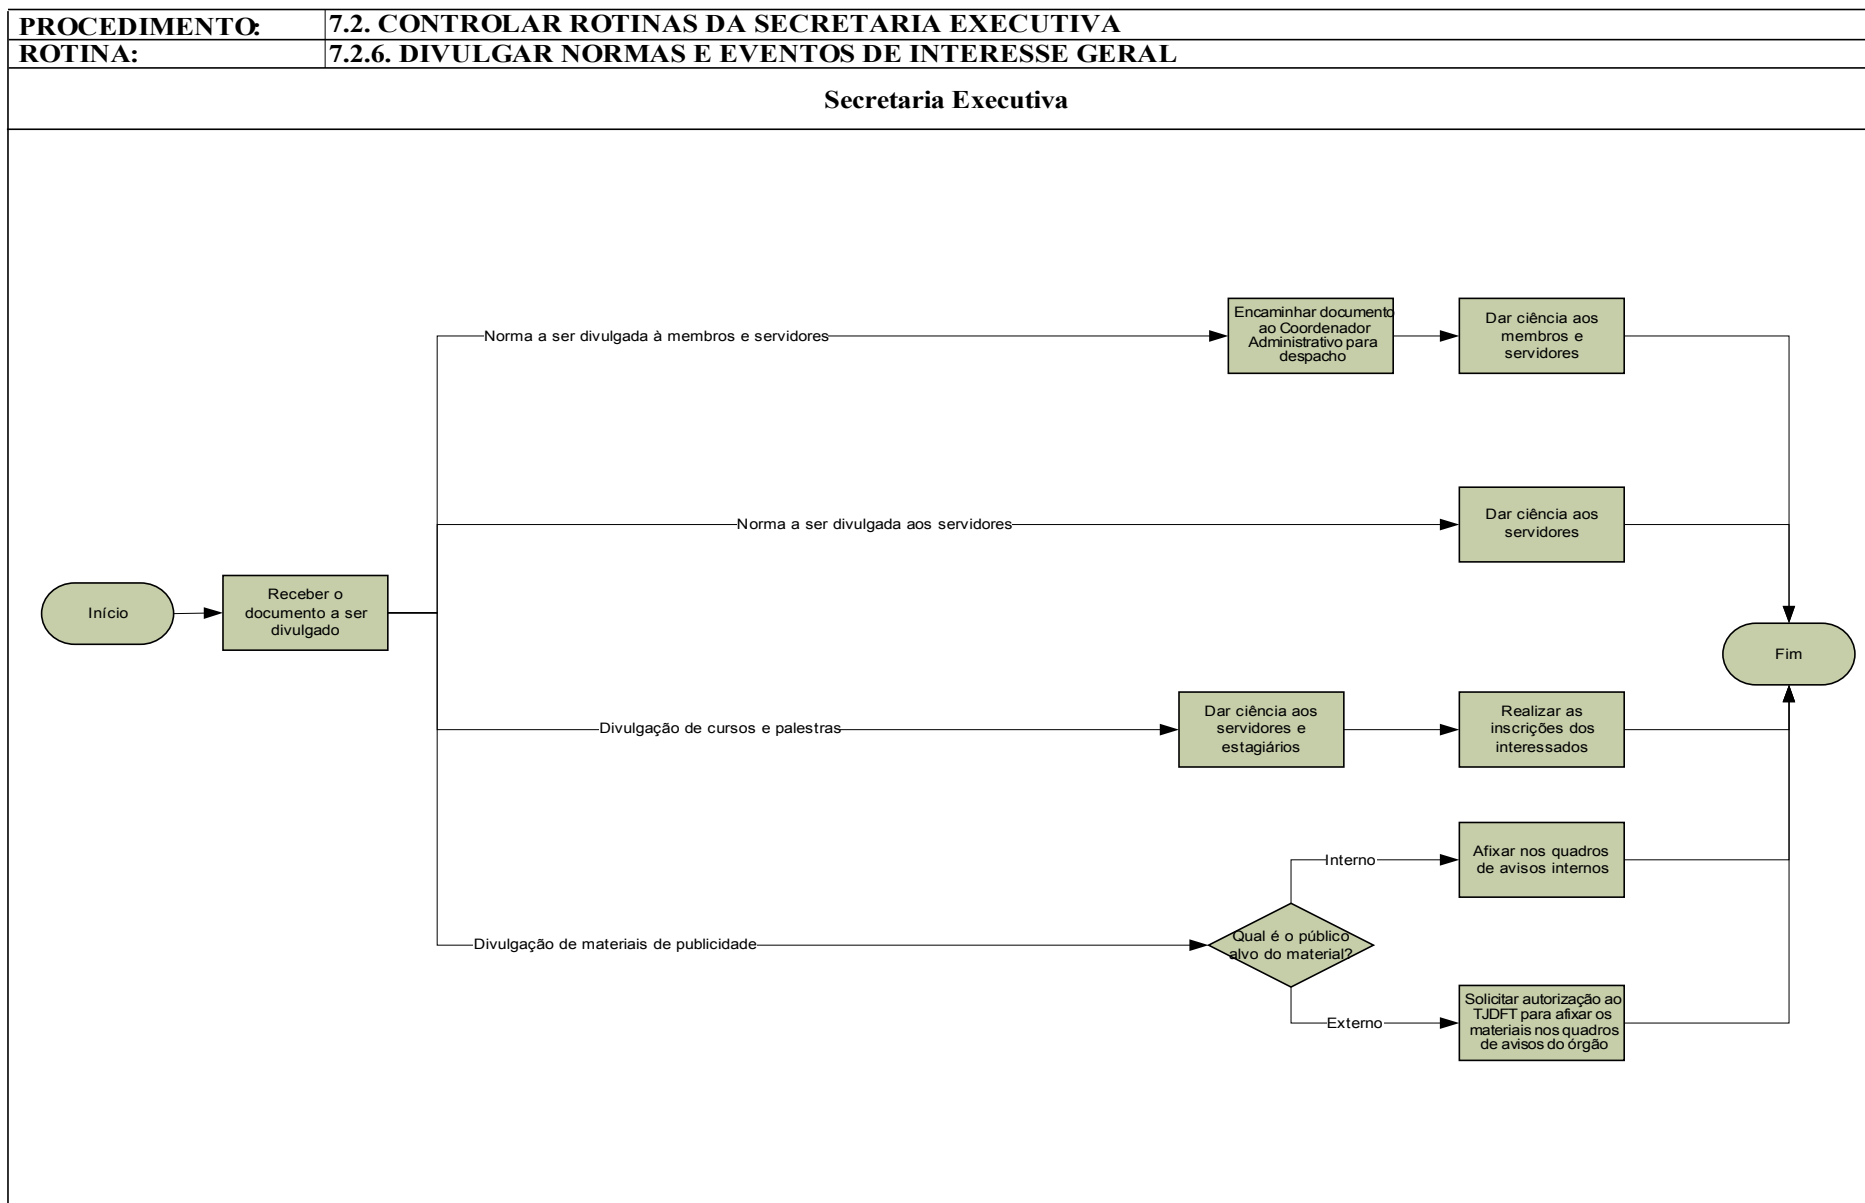 PROCEDIMENTO: 7.2. CONTROLAR ROTINAS DA SECRETARIA EXECUTIVA
ROTINA: 7.2.6. DIVULGAR NORMAS E EVENTOS DE INTERESSE GERAL
Secretaria Executiva
Início
Receber o
documento a ser
divulgado
Norma a ser divulgada à membros e servidores
Encaminhar documento
ao Coordenador
Administrativo para
despacho
Dar ciência aos
membros e
servidores
Norma a ser divulgada aos servidores
Dar ciência aos
servidores
Divulgação de cursos e palestras
Dar ciência aos
servidores e
estagiários
Realizar as
inscrições dos
interessados
Divulgação de materiais de publicidade
Qual é o público
alvo do material?
Interno
Afixar nos quadros
de avisos internos
Externo
Solicitar autorização ao
TJDFT para afixar os
materiais nos quadros
de avisos do órgão
Fim